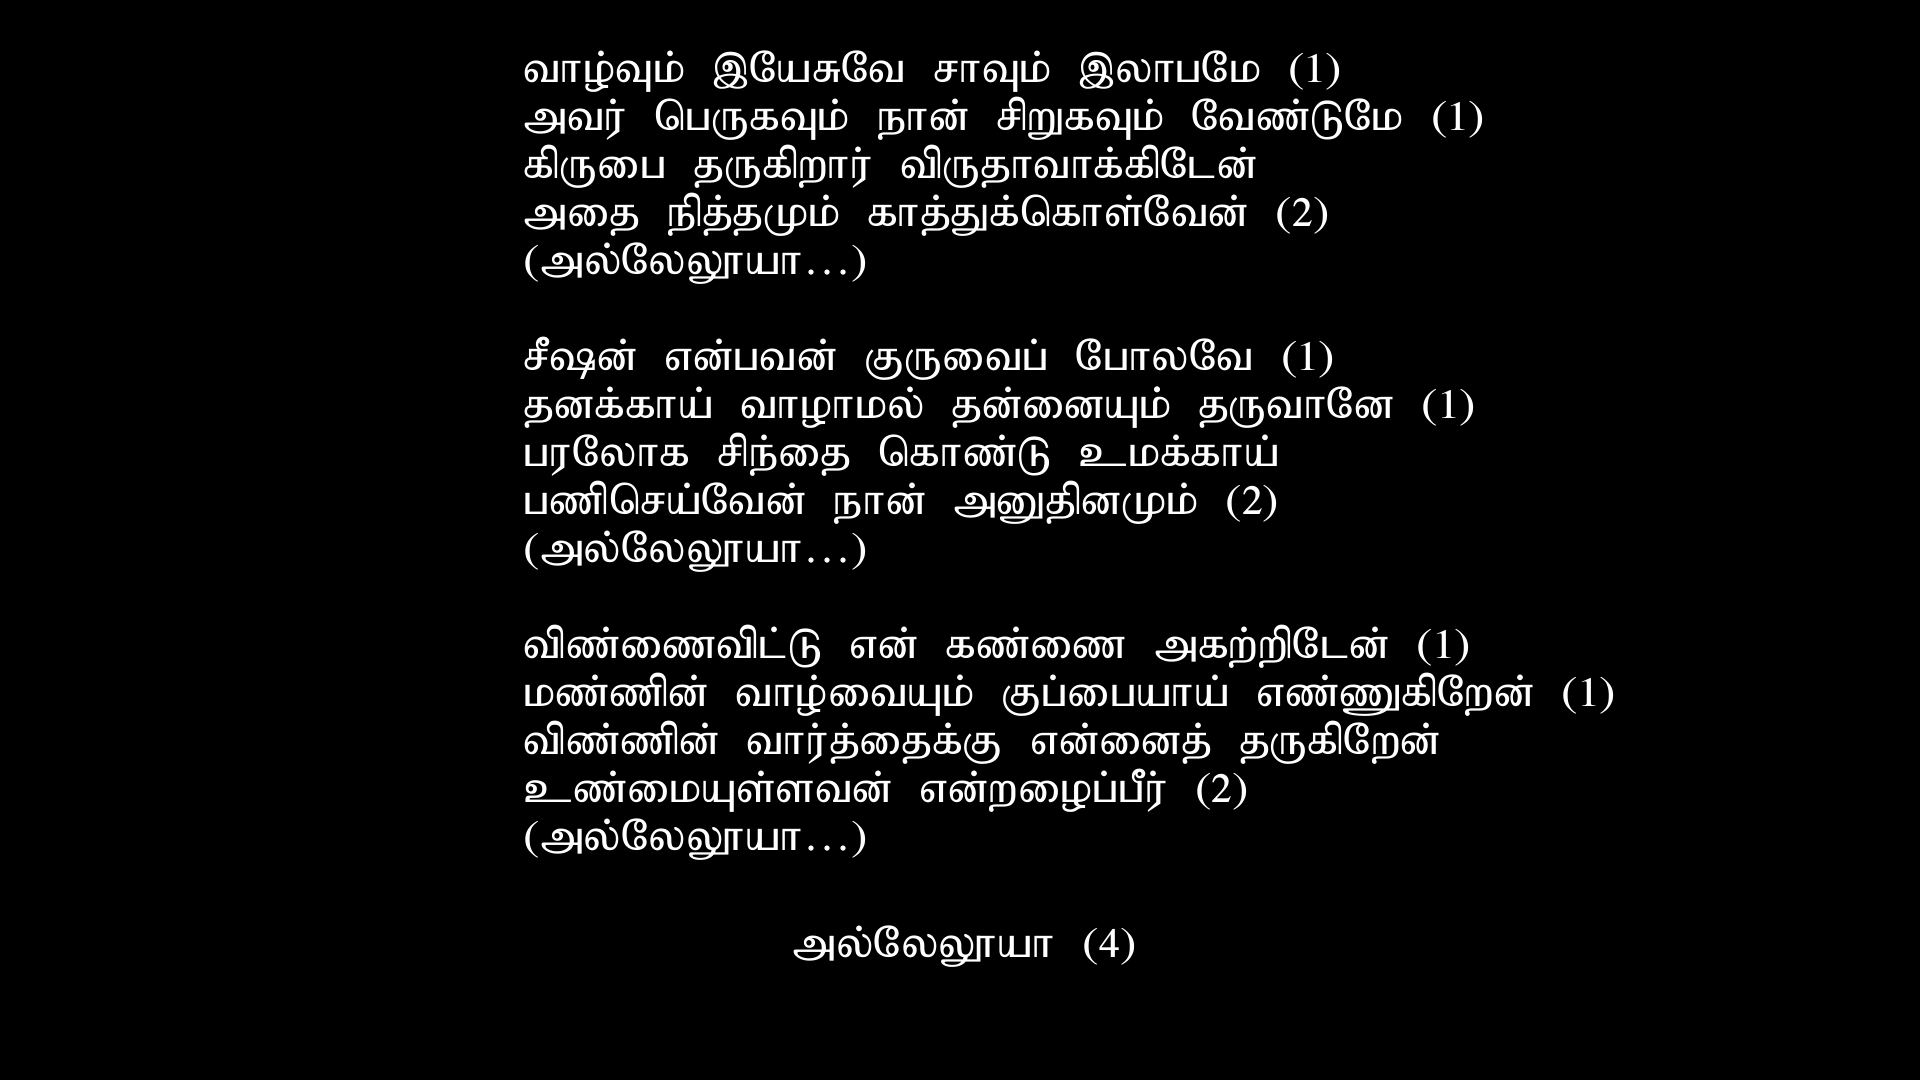 வாழ்வும் இயேசுவே சாவும் இலாபமே (1)
அவர் பெருகவும் நான் சிறுகவும் வேண்டுமே (1)
கிருபை தருகிறார் விருதாவாக்கிடேன்
அதை நித்தமும் காத்துக்கொள்வேன் (2)
(அல்லேலூயா...)
சீஷன் என்பவன் குருவைப் போலவே (1)
தனக்காய் வாழாமல் தன்னையும் தருவானே (1)
பரலோக சிந்தை கொண்டு உமக்காய்
பணிசெய்வேன் நான் அனுதினமும் (2)
(அல்லேலூயா...)
விண்ணைவிட்டு என் கண்ணை அகற்றிடேன் (1)
மண்ணின் வாழ்வையும் குப்பையாய் எண்ணுகிறேன் (1)
விண்ணின் வார்த்தைக்கு என்னைத் தருகிறேன்
உண்மையுள்ளவன் என்றழைப்பீர் (2)
(அல்லேலூயா...)
அல்லேலூயா (4)